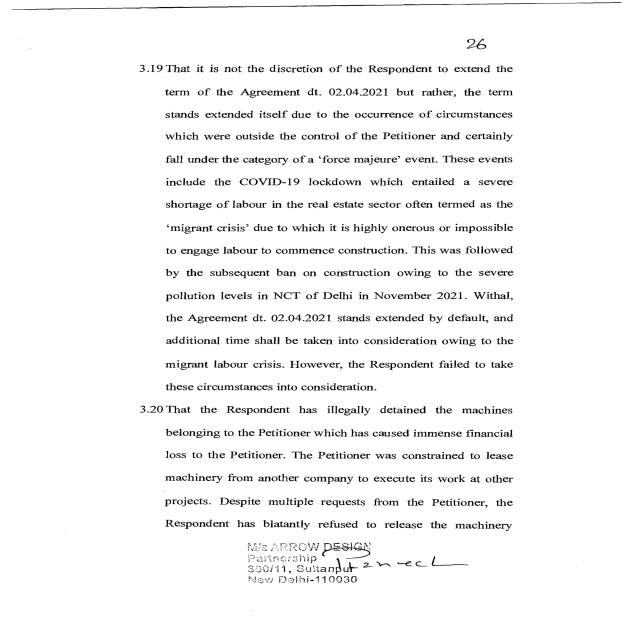 26
3.19 That it is not the discretion of the Respondent to extend the
term of the Agreement dt. 02.04.2021 but rather, the term
stands extended itself due to the occurrence of circumstances
which were outside the control of the Petitioner and certainly
fall under the category of a ‘force majeure’ event. These events
include the COVID-19 lockdown which entailed a severe
shortage of labour in the real estate sector often termed as the
‘migrant crisis’ due to which it is highly onerous or impossible
to engage labour to commence construction. This was followed
by the subsequent ban on construction owing to the severe
pollution levels in NCT of Delhi in November 2021. Withal,
the Agreement dt. 02.04.2021 stands extended by default, and
additional time shall be taken into consideration owing to the
migrant labour crisis. However, the Respondent failed to take
these circumstances into consideration.
3.20 That the Respondent has illegally detained the machines
belonging to the Petitioner which has caused immense financial
loss to the Petitioner. The Petitioner was constrained to lease
machinery from another company to execute its work at other
projects. Despite multiple requests from the Petitioner, the
Respondent has blatantly refused to release the machinery
M/s ARROW DESIGN
Partnership
300/11, Sultanpur
New Delhi-110030